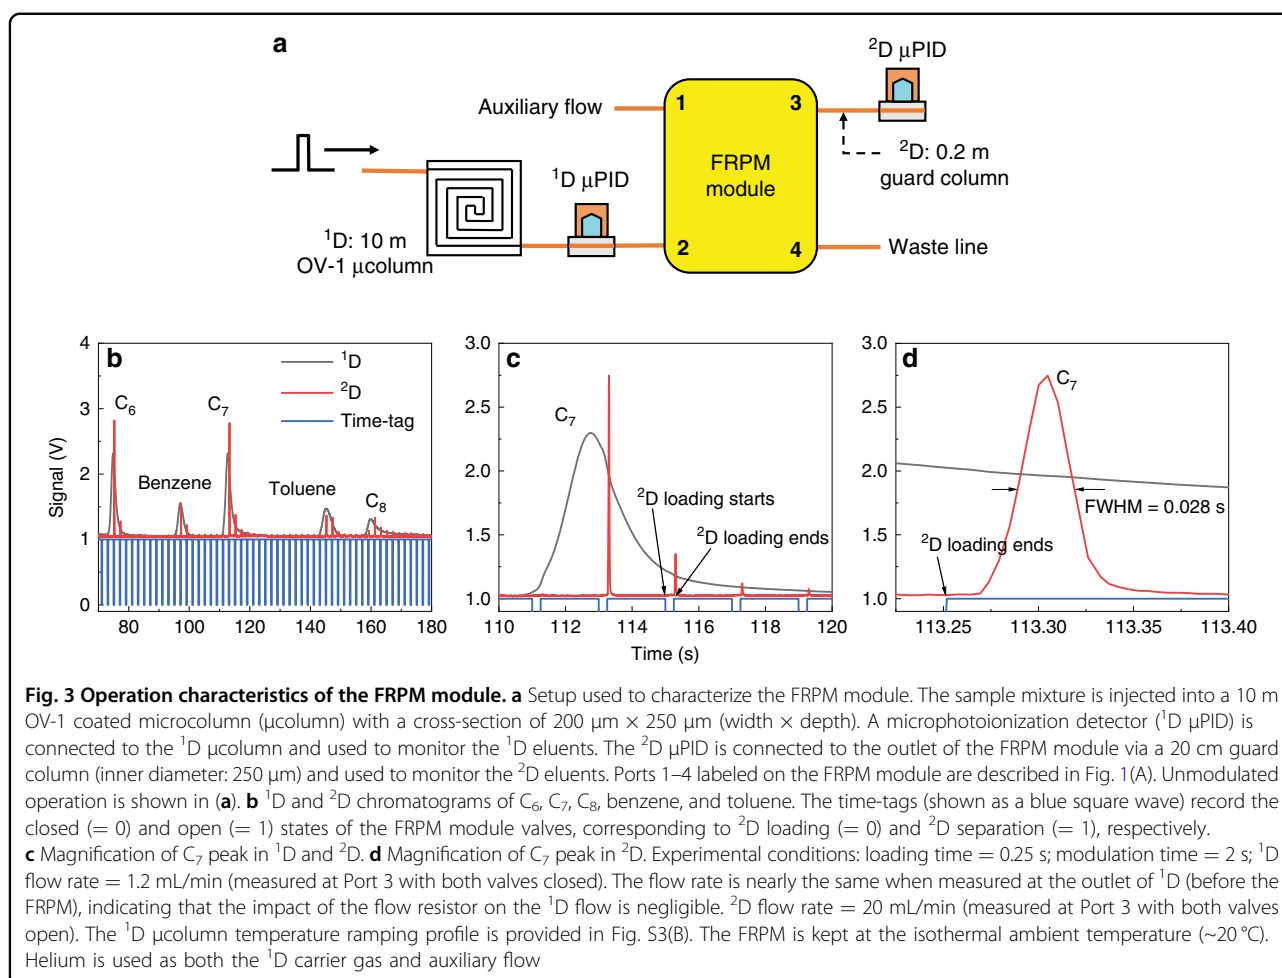 a
²D µPID
Auxiliary flow
1
3
FRPM
module
²D: 0.2 m
guard column
¹D µPID
¹D: 10 m
OV-1 µcolumn
2
4
Waste line
b
¹D
²D
Time-tag
C₆
C₇
Benzene
Toluene
C₈
Signal (V)
4
3
2
1
0
80 100 120 140 160 180
c
C₇
²D loading starts
²D loading ends
3.0
2.5
2.0
1.5
1.0
110 112 114 116 118 120
Time (s)
d
C₇
FWHM = 0.028 s
²D loading ends
3.0
2.5
2.0
1.5
1.0
113.25 113.30 113.35 113.40
Fig. 3 Operation characteristics of the FRPM module. a Setup used to characterize the FRPM module. The sample mixture is injected into a 10 m
OV-1 coated microcolumn (µcolumn) with a cross-section of 200 µm × 250 µm (width × depth). A microphotoionization detector (¹D µPID) is
connected to the ¹D µcolumn and used to monitor the ¹D eluents. The ²D µPID is connected to the outlet of the FRPM module via a 20 cm guard
column (inner diameter: 250 µm) and used to monitor the ²D eluents. Ports 1–4 labeled on the FRPM module are described in Fig. 1(A). Unmodulated
operation is shown in (a). b ¹D and ²D chromatograms of C₆, C₇, C₈, benzene, and toluene. The time-tags (shown as a blue square wave) record the
closed (= 0) and open (= 1) states of the FRPM module valves, corresponding to ²D loading (= 0) and ²D separation (= 1), respectively.
c Magnification of C₇ peak in ¹D and ²D. d Magnification of C₇ peak in ²D. Experimental conditions: loading time = 0.25 s; modulation time = 2 s; ¹D
flow rate = 1.2 mL/min (measured at Port 3 with both valves closed). The flow rate is nearly the same when measured at the outlet of ¹D (before the
FRPM), indicating that the impact of the flow resistor on the ¹D flow is negligible. ²D flow rate = 20 mL/min (measured at Port 3 with both valves
open). The ¹D µcolumn temperature ramping profile is provided in Fig. S3(B). The FRPM is kept at the isothermal ambient temperature (~20 °C).
Helium is used as both the ¹D carrier gas and auxiliary flow